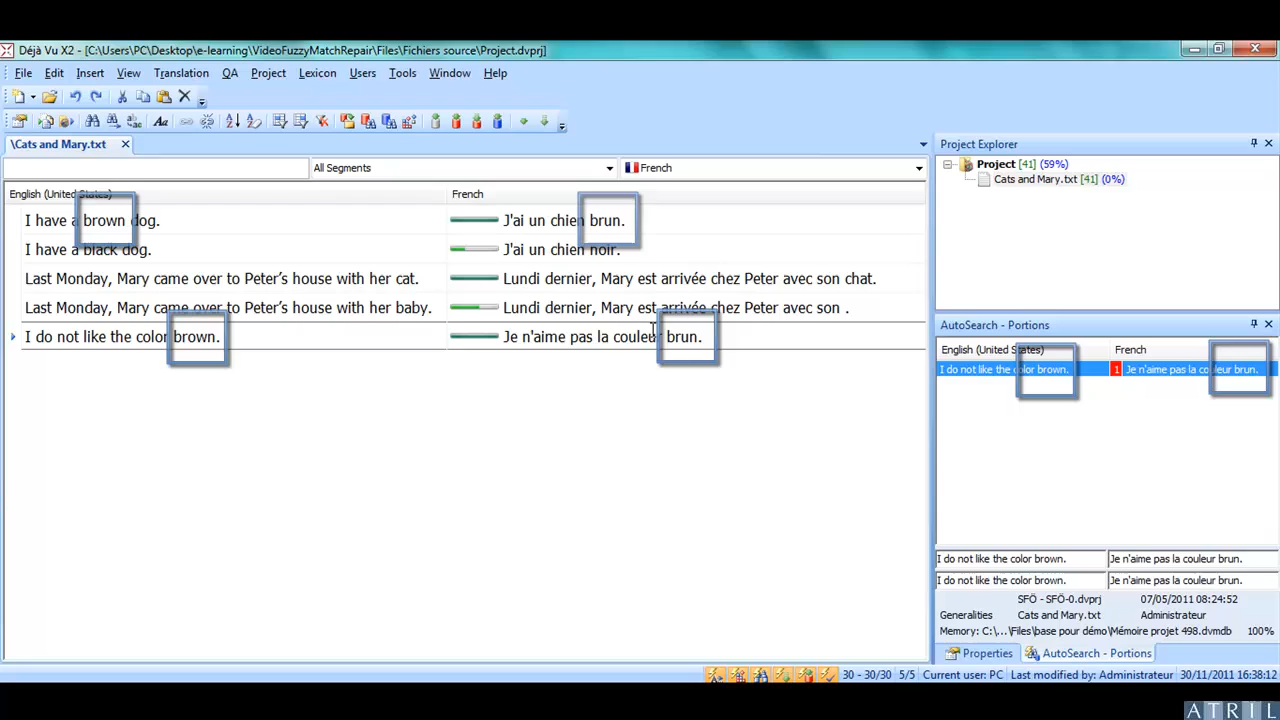 Déjà Vu X2 - [C:\Users\PC\Desktop\e-learning\VideoFuzzyMatchRepair\Files\Fichiers source\Project.dvprj]
File Edit Insert View Translation QA Project Lexicon Users Tools Window Help
\Cats and Mary.txt
All Segments French
English (United States) French
I have a brown dog. J'ai un chien brun.
I have a black dog. J'ai un chien noir.
Last Monday, Mary came over to Peter's house with her cat. Lundi dernier, Mary est arrivée chez Peter avec son chat.
Last Monday, Mary came over to Peter's house with her baby. Lundi dernier, Mary est arrivée chez Peter avec son .
I do not like the color brown. Je n'aime pas la couleur brun.
Project Explorer
Project [41] (59%)
Cats and Mary.txt [41] (0%)
AutoSearch - Portions
English (United States) French
I do not like the color brown. 1 Je n'aime pas la couleur brun.
I do not like the color brown. Je n'aime pas la couleur brun.
I do not like the color brown. Je n'aime pas la couleur brun.
SFÖ - SFÖ-0.dvprj 07/05/2011 08:24:52
Generalities Cats and Mary.txt Administrateur
Memory: C:\...\Files\base pour démo\Mémoire projet 498.dvmdb 100%
Properties AutoSearch - Portions
30 - 30/30 5/5 Current user: PC Last modified by: Administrateur 30/11/2011 16:38:12
ATRIL